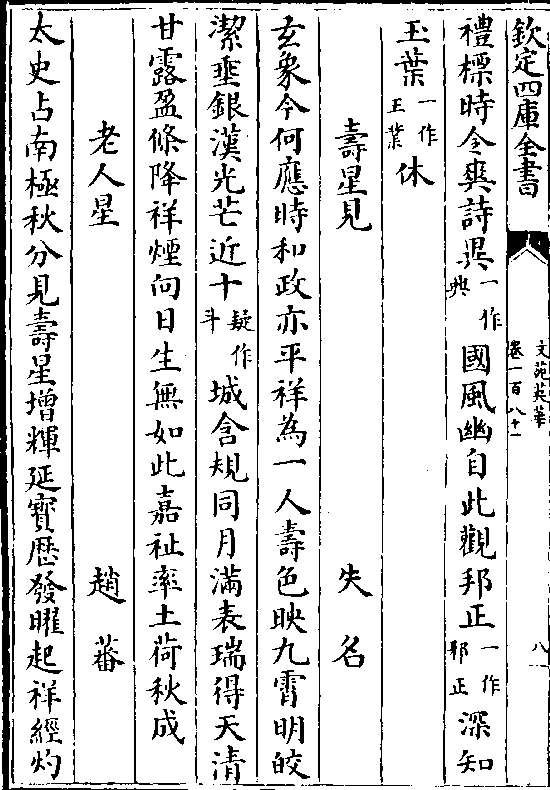 欽定四庫全書
文苑英華
卷一百八十一
八
禮標時令爽詩異一作典國風幽自此觀邦正一作郛正深知
玉葉一作王業休
壽星見 失名
玄象今何應時和政亦平祥為一人壽色映九霄明皎
潔垂銀漢光芒近十疑作斗城含規同月滿表瑞得天清
甘露盈條降祥煙向日生無如此嘉祉率土荷秋成
老人星 趙蕃
太史占南極秋分見壽星增輝延寳厯發曜起祥經灼